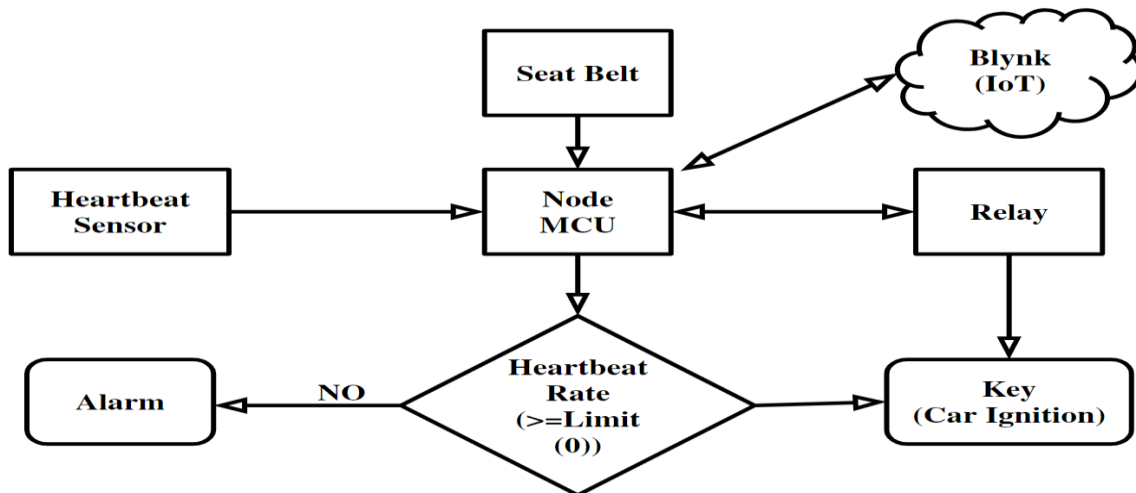 Seat Belt
Blynk
(IoT)
Heartbeat
Sensor
Node
MCU
Relay
Alarm
NO
Heartbeat
Rate
(>=Limit
(0))
Key
(Car Ignition)